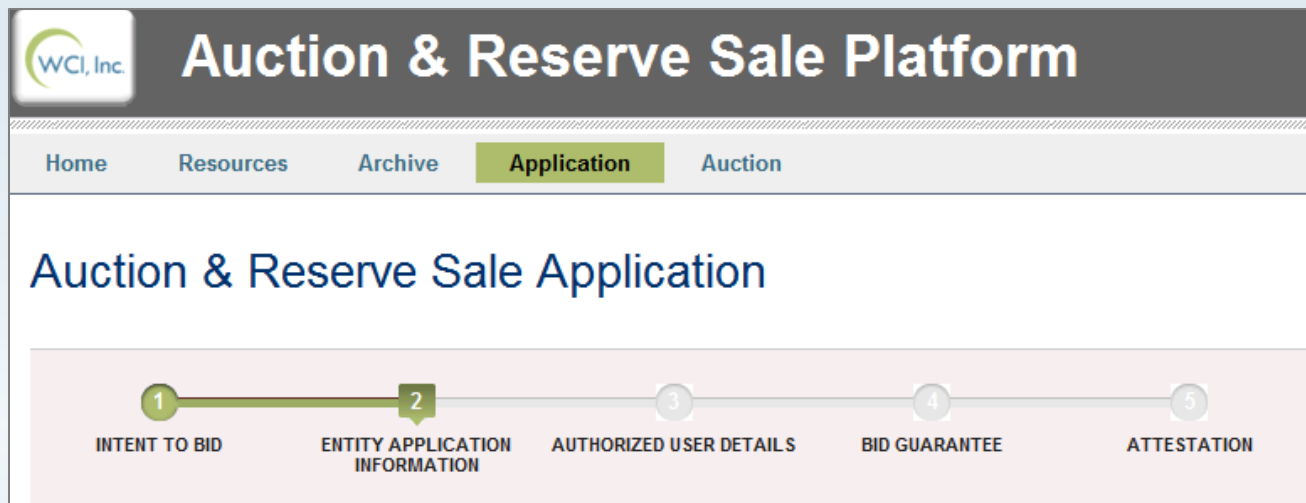 WCI, Inc.
Auction & Reserve Sale Platform
Home Resources Archive Application Auction
Auction & Reserve Sale Application
1 2 3 4 5
INTENT TO BID ENTITY APPLICATION AUTHORIZED USER DETAILS BID GUARANTEE ATTESTATION
INFORMATION